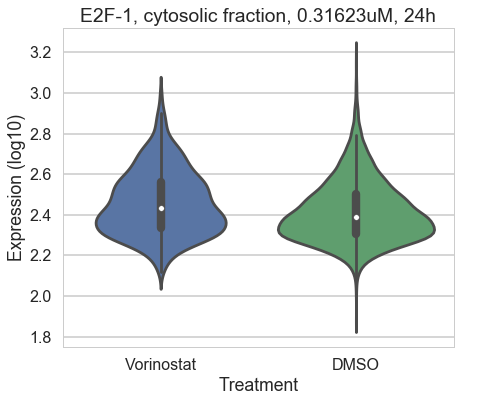 E2F-1, cytosolic fraction, 0.31623uM, 24h
Expression (log10)
3.2
3.0
2.8
2.6
2.4
2.2
2.0
1.8
Vorinostat DMSO
Treatment